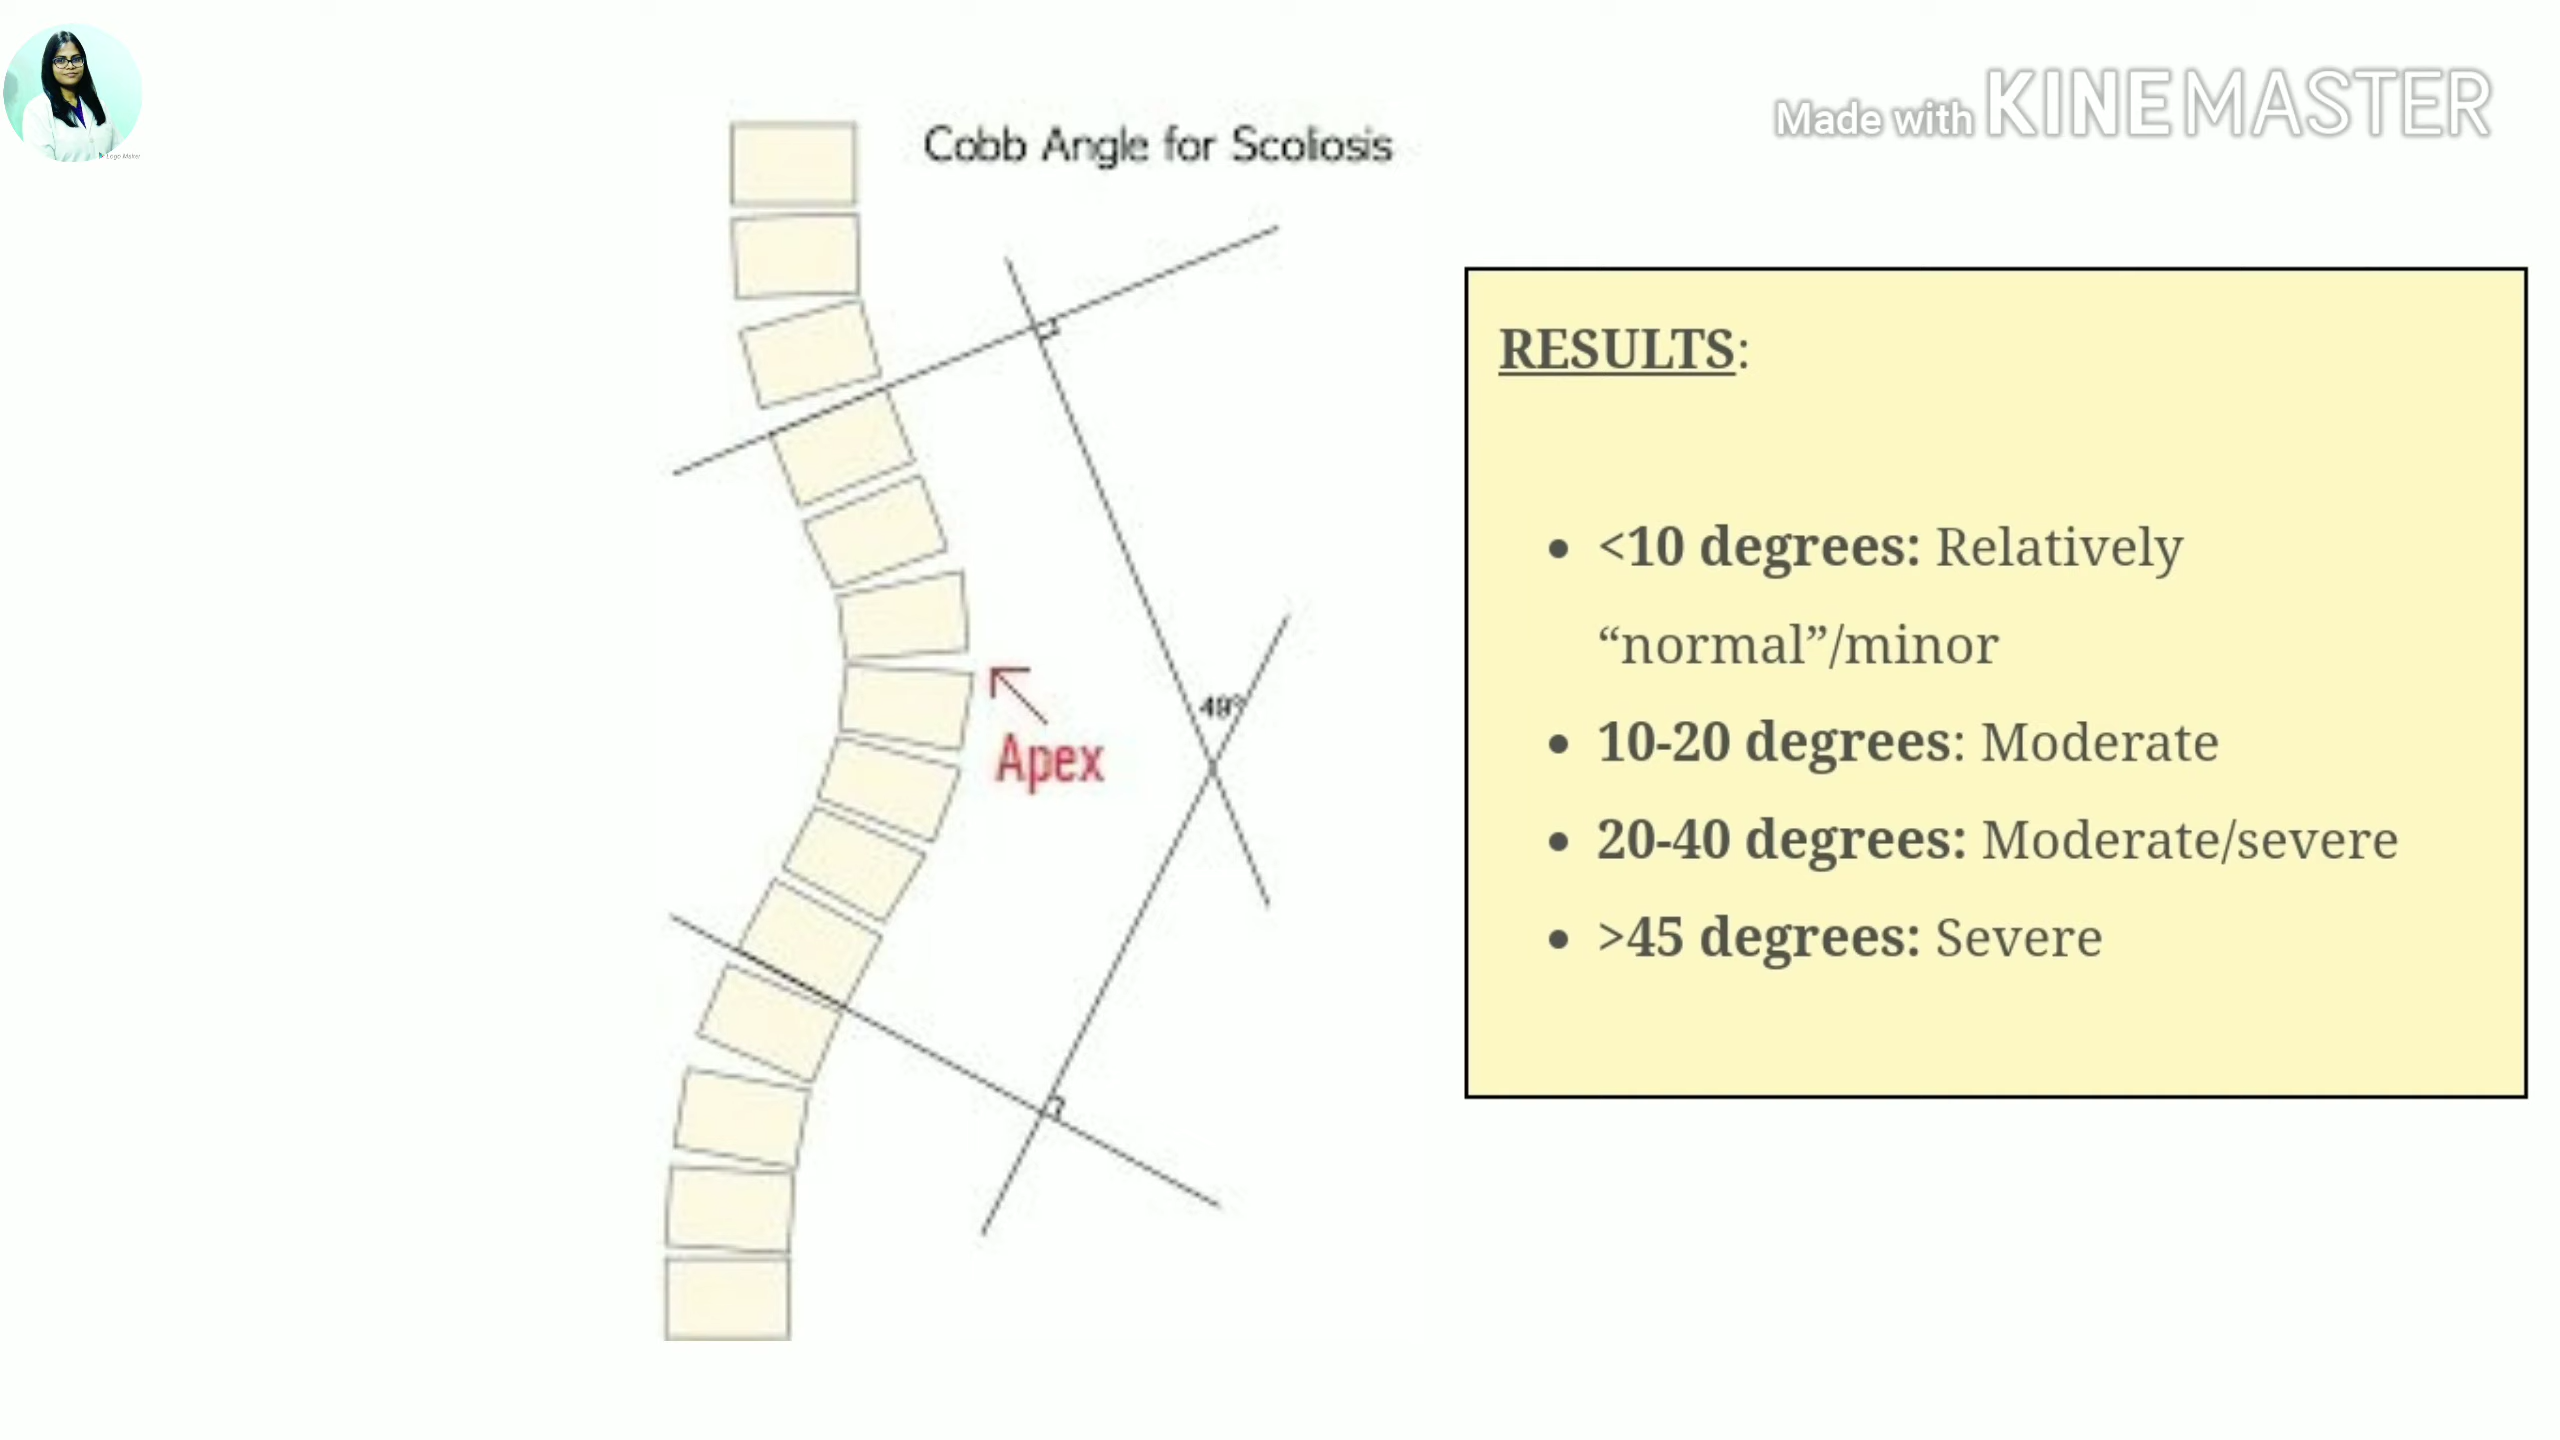 Made with KINEMASTER
Cobb Angle for Scoliosis
RESULTS:
• <10 degrees: Relatively
“normal”/minor
49°
• 10-20 degrees: Moderate
Apex
• 20-40 degrees: Moderate/severe
• >45 degrees: Severe